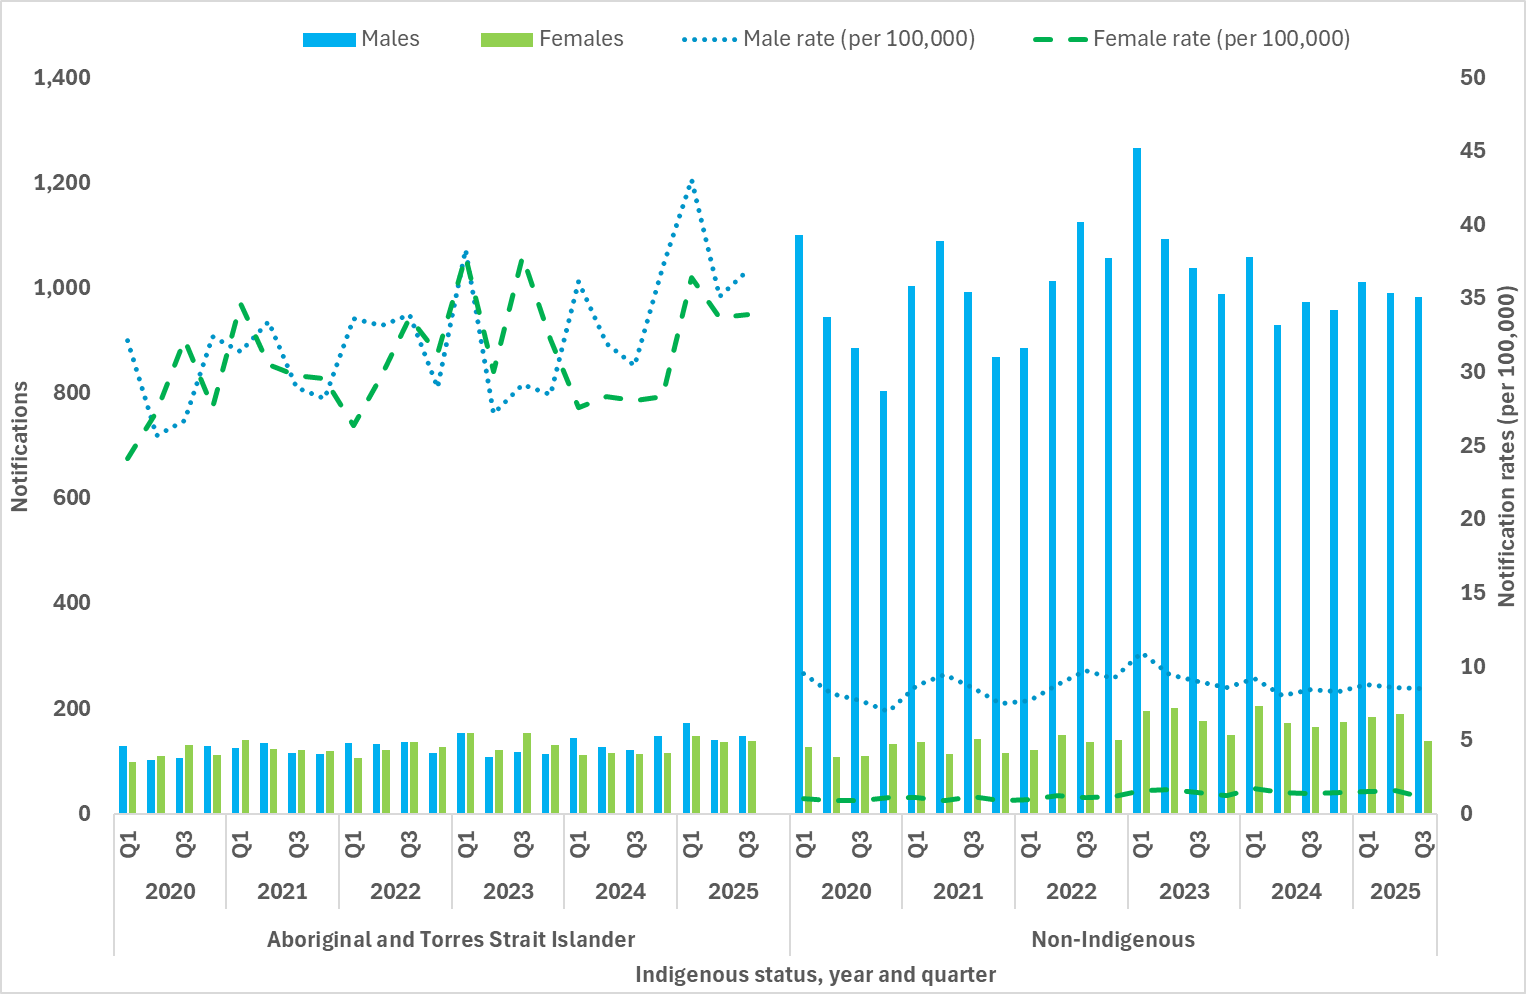 Males Females Male rate (per 100,000) Female rate (per 100,000)
Notifications
1,400
1,200
1,000
800
600
400
200
0
50
45
40
35
30
25
20
15
10
5
0
Notification rates (per 100,000)
Q1 Q3 Q1 Q3 Q1 Q3 Q1 Q3 Q1 Q3 Q1 Q3 Q1 Q3 Q1 Q3 Q1 Q3 Q1 Q3 Q1 Q3 Q1 Q3
2020 2021 2022 2023 2024 2025 2020 2021 2022 2023 2024 2025
Aboriginal and Torres Strait Islander Non-Indigenous
Indigenous status, year and quarter